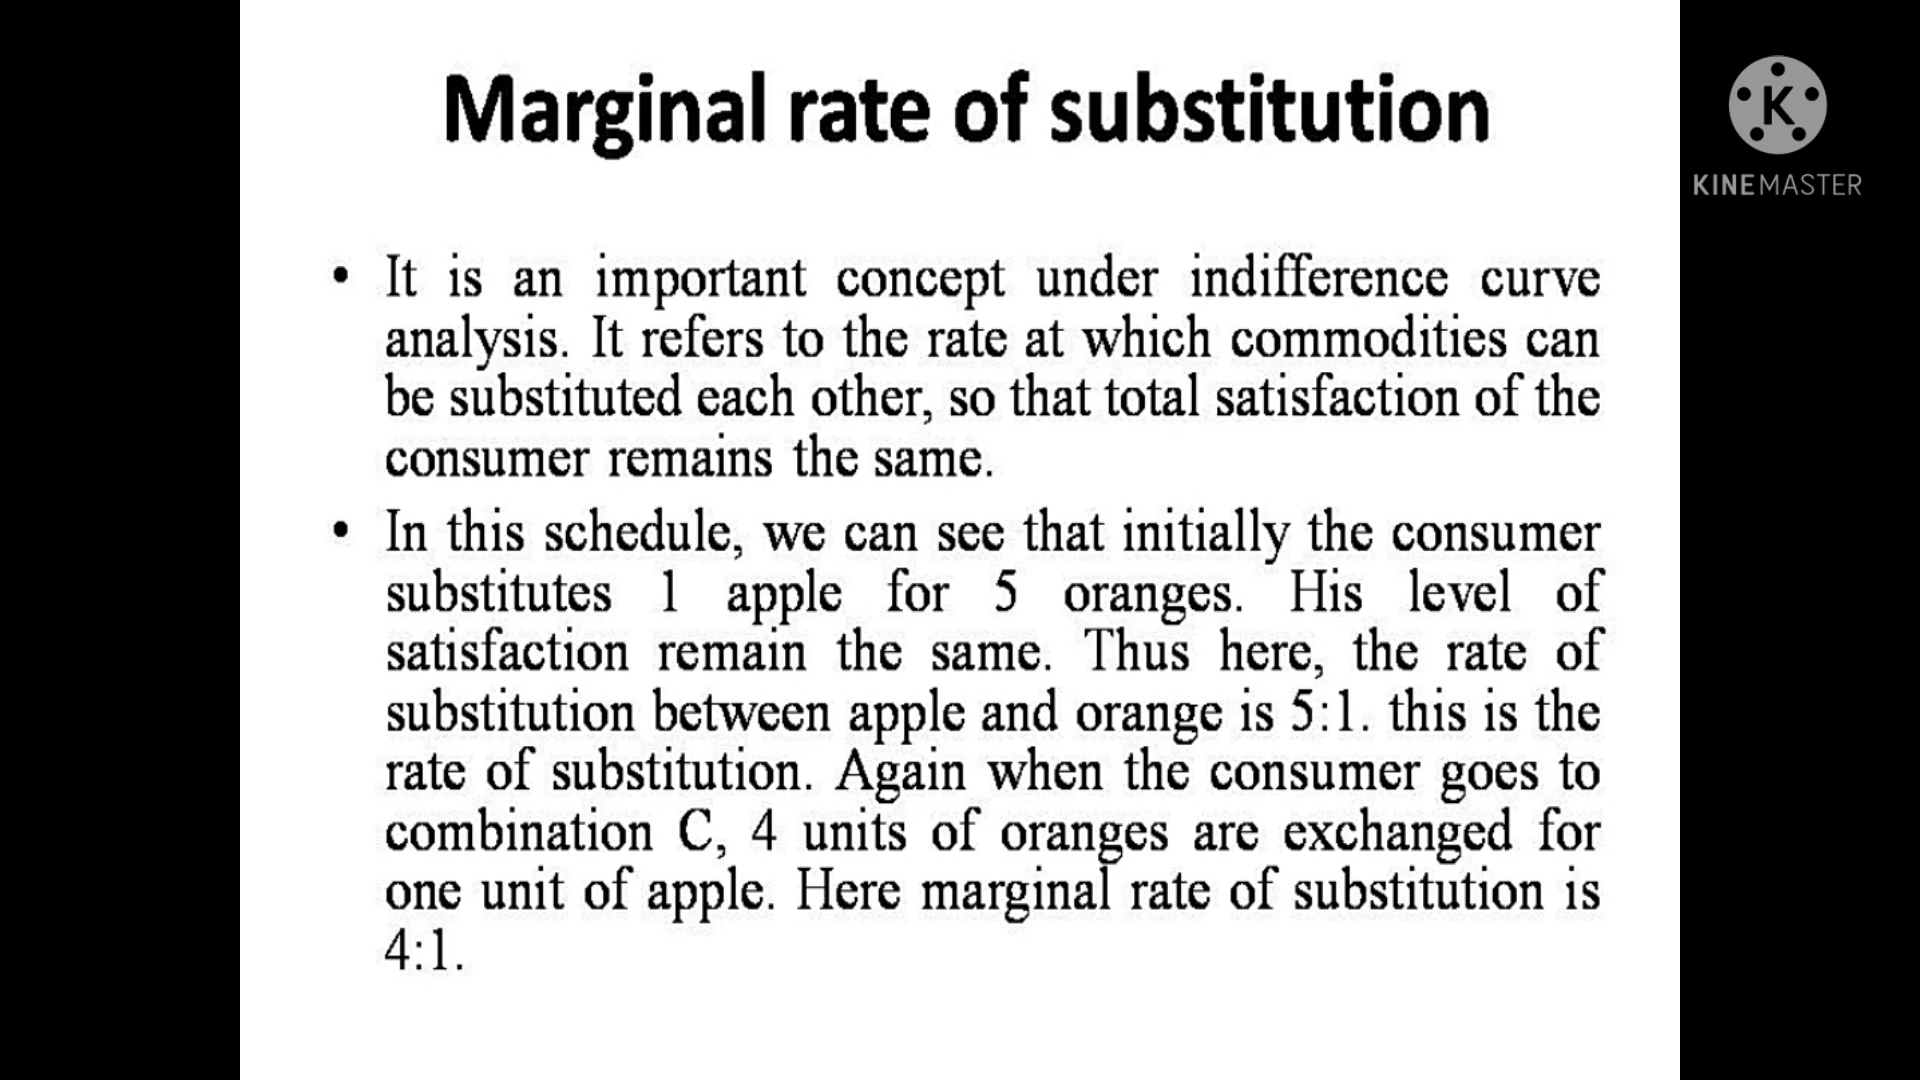 Marginal rate of substitution
K
KINEMASTER
• It is an important concept under indifference curve
analysis. It refers to the rate at which commodities can
be substituted each other, so that total satisfaction of the
consumer remains the same.
• In this schedule, we can see that initially the consumer
substitutes 1 apple for 5 oranges. His level of
satisfaction remain the same. Thus here, the rate of
substitution between apple and orange is 5:1. this is the
rate of substitution. Again when the consumer goes to
combination C, 4 units of oranges are exchanged for
one unit of apple. Here marginal rate of substitution is
4:1.